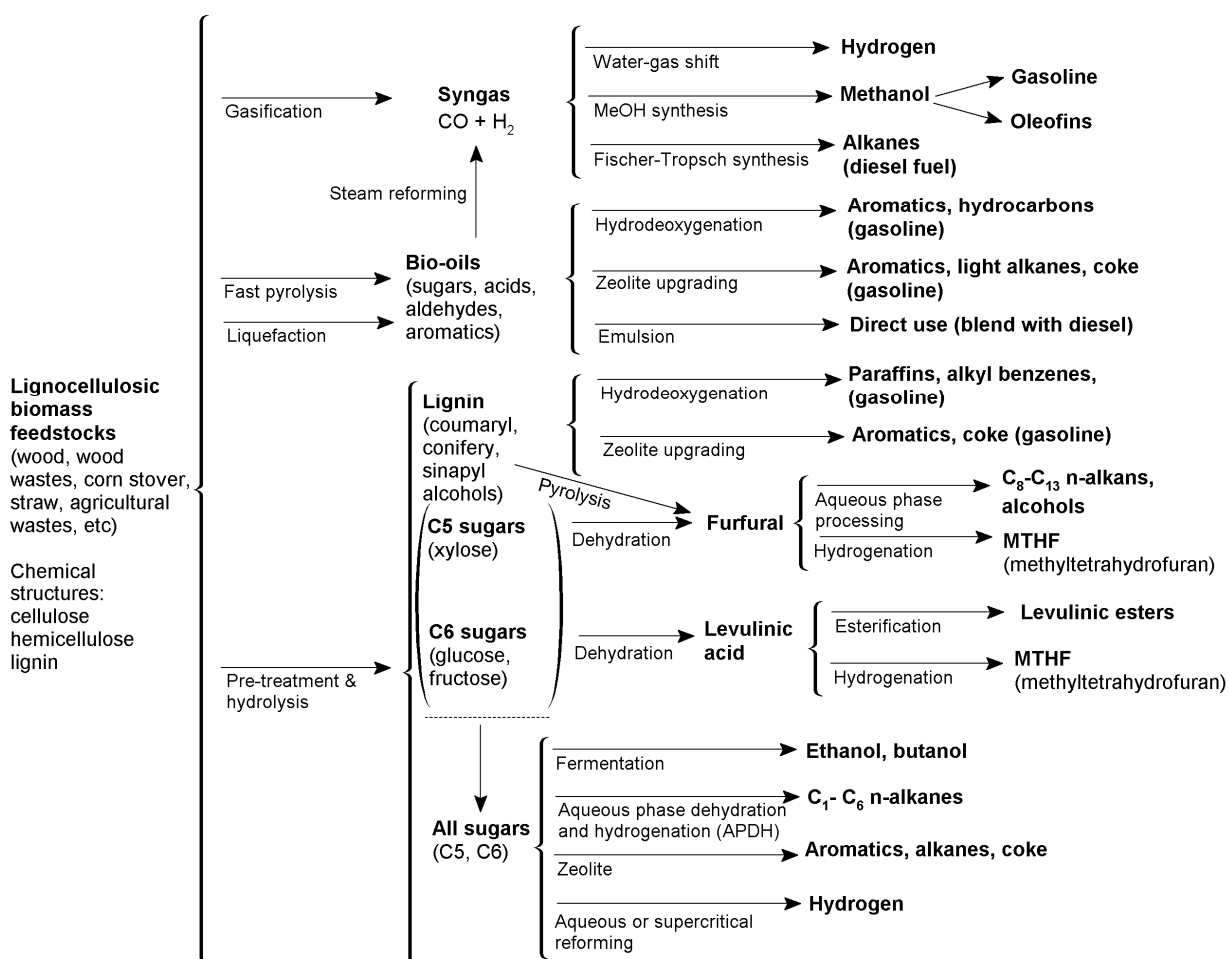 Lignocellulosic
biomass
feedstocks
(wood, wood
wastes, corn stover,
straw, agricultural
wastes, etc)
Chemical
structures:
cellulose
hemicellulose
lignin
Gasification
Syngas
CO + H₂
Water-gas shift
Hydrogen
MeOH synthesis
Methanol
Gasoline
Oleofins
Fischer-Tropsch synthesis
Alkanes
(diesel fuel)
Steam reforming
Fast pyrolysis
Liquefaction
Bio-oils
(sugars, acids,
aldehydes,
aromatics)
Hydrodeoxygenation
Aromatics, hydrocarbons
(gasoline)
Zeolite upgrading
Aromatics, light alkanes, coke
(gasoline)
Emulsion
Direct use (blend with diesel)
Pre-treatment &
hydrolysis
Lignin
(coumaryl,
conifery,
sinapyl
alcohols)
Hydrodeoxygenation
Paraffins, alkyl benzenes,
(gasoline)
Zeolite upgrading
Aromatics, coke (gasoline)
Pyrolysis
C5 sugars
(xylose)
Dehydration
Furfural
Aqueous phase
processing
C₈-C₁₃ n-alkans,
alcohols
Hydrogenation
MTHF
(methyltetrahydrofuran)
C6 sugars
(glucose,
fructose)
Dehydration
Levulinic
acid
Esterification
Levulinic esters
Hydrogenation
MTHF
(methyltetrahydrofuran)
All sugars
(C5, C6)
Fermentation
Ethanol, butanol
Aqueous phase dehydration
and hydrogenation (APDH)
C₁- C₆ n-alkanes
Zeolite
Aromatics, alkanes, coke
Aqueous or supercritical
reforming
Hydrogen